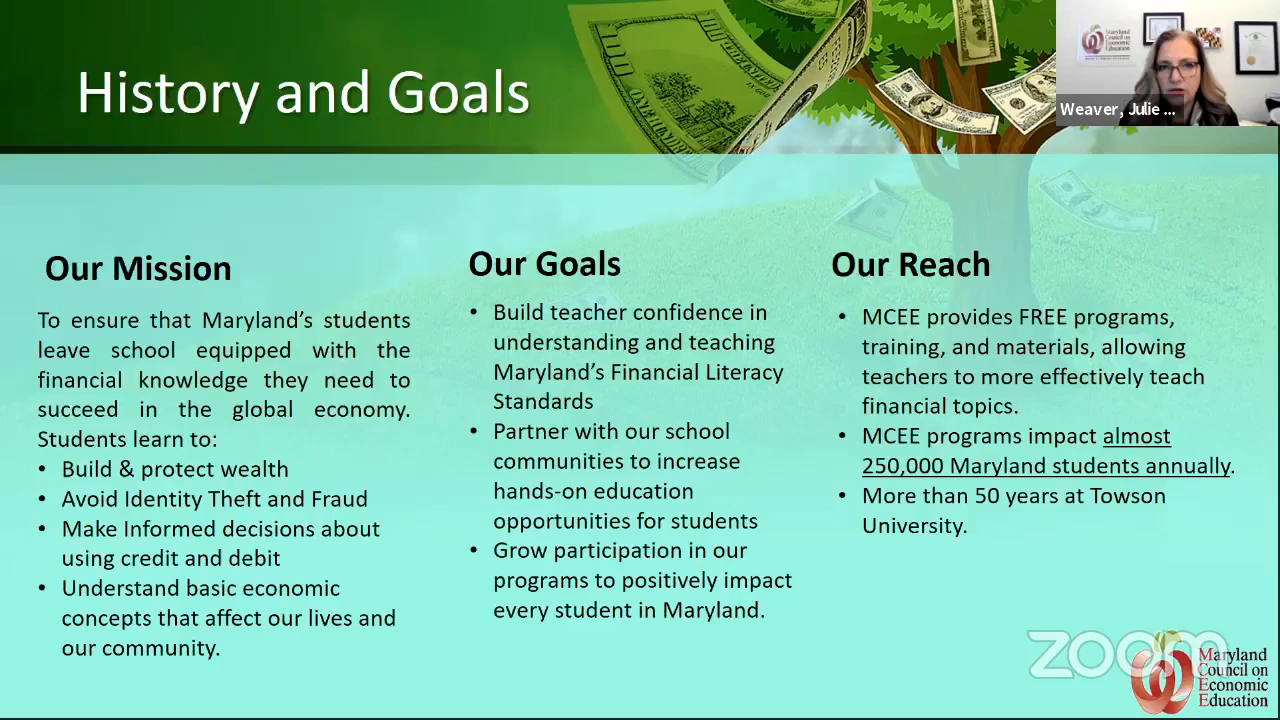 History and Goals
Weaver, Julie ...
Our Mission
To ensure that Maryland’s students
leave school equipped with the
financial knowledge they need to
succeed in the global economy.
Students learn to:
• Build & protect wealth
• Avoid Identity Theft and Fraud
• Make Informed decisions about
using credit and debit
• Understand basic economic
concepts that affect our lives and
our community.
Our Goals
• Build teacher confidence in
understanding and teaching
Maryland’s Financial Literacy
Standards
• Partner with our school
communities to increase
hands-on education
opportunities for students
• Grow participation in our
programs to positively impact
every student in Maryland.
Our Reach
• MCEE provides FREE programs,
training, and materials, allowing
teachers to more effectively teach
financial topics.
• MCEE programs impact almost
250,000 Maryland students annually.
• More than 50 years at Towson
University.
zoom
Maryland
Council on
Economic
Education
Maryland
Council on
Economic
Education